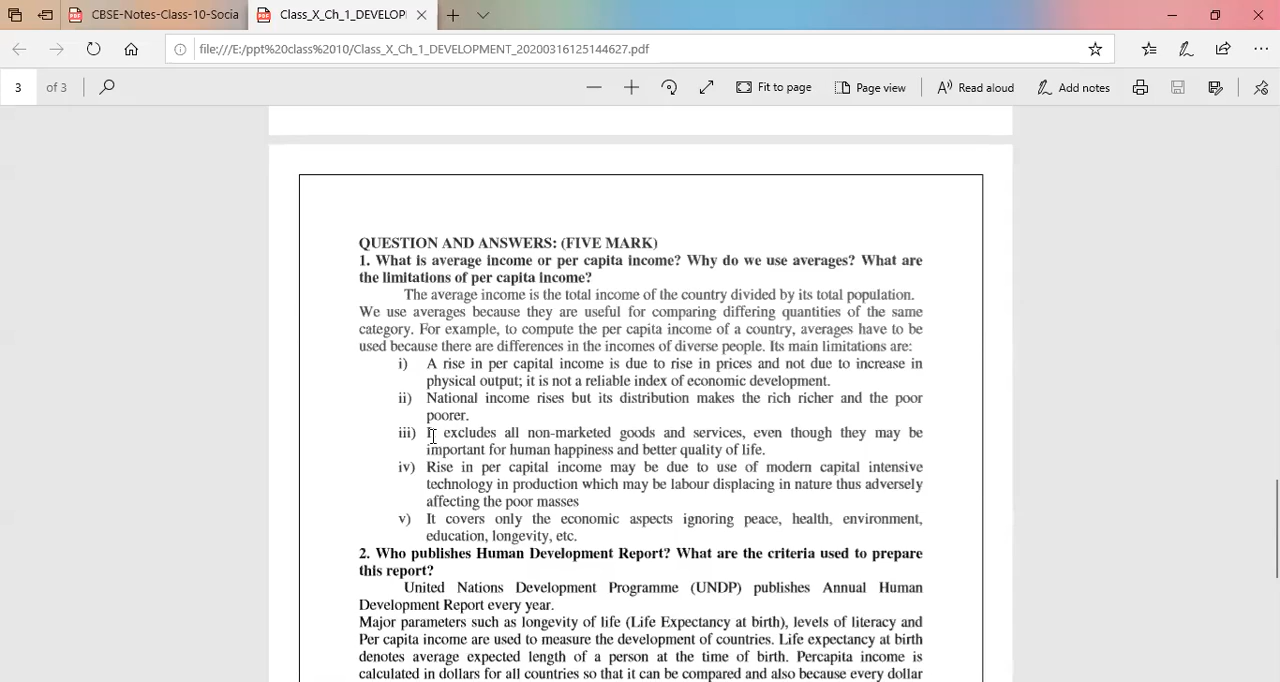 CBSE-Notes-Class-10-Socia
Class_X_Ch_1_DEVELOPI
file:///E:/ppt%20class%2010/Class_X_Ch_1_DEVELOPMENT_20200316125144627.pdf
3 of 3 Fit to page Page view Read aloud Add notes
QUESTION AND ANSWERS: (FIVE MARK)
1. What is average income or per capita income? Why do we use averages? What are
the limitations of per capita income?
The average income is the total income of the country divided by its total population.
We use averages because they are useful for comparing differing quantities of the same
category. For example, to compute the per capita income of a country, averages have to be
used because there are differences in the incomes of diverse people. Its main limitations are:
i) A rise in per capital income is due to rise in prices and not due to increase in
physical output; it is not a reliable index of economic development.
ii) National income rises but its distribution makes the rich richer and the poor
poorer.
iii) It excludes all non-marketed goods and services, even though they may be
important for human happiness and better quality of life.
iv) Rise in per capital income may be due to use of modern capital intensive
technology in production which may be labour displacing in nature thus adversely
affecting the poor masses
v) It covers only the economic aspects ignoring peace, health, environment,
education, longevity, etc.
2. Who publishes Human Development Report? What are the criteria used to prepare
this report?
United Nations Development Programme (UNDP) publishes Annual Human
Development Report every year.
Major parameters such as longevity of life (Life Expectancy at birth), levels of literacy and
Per capita income are used to measure the development of countries. Life expectancy at birth
denotes average expected length of a person at the time of birth. Percapita income is
calculated in dollars for all countries so that it can be compared and also because every dollar